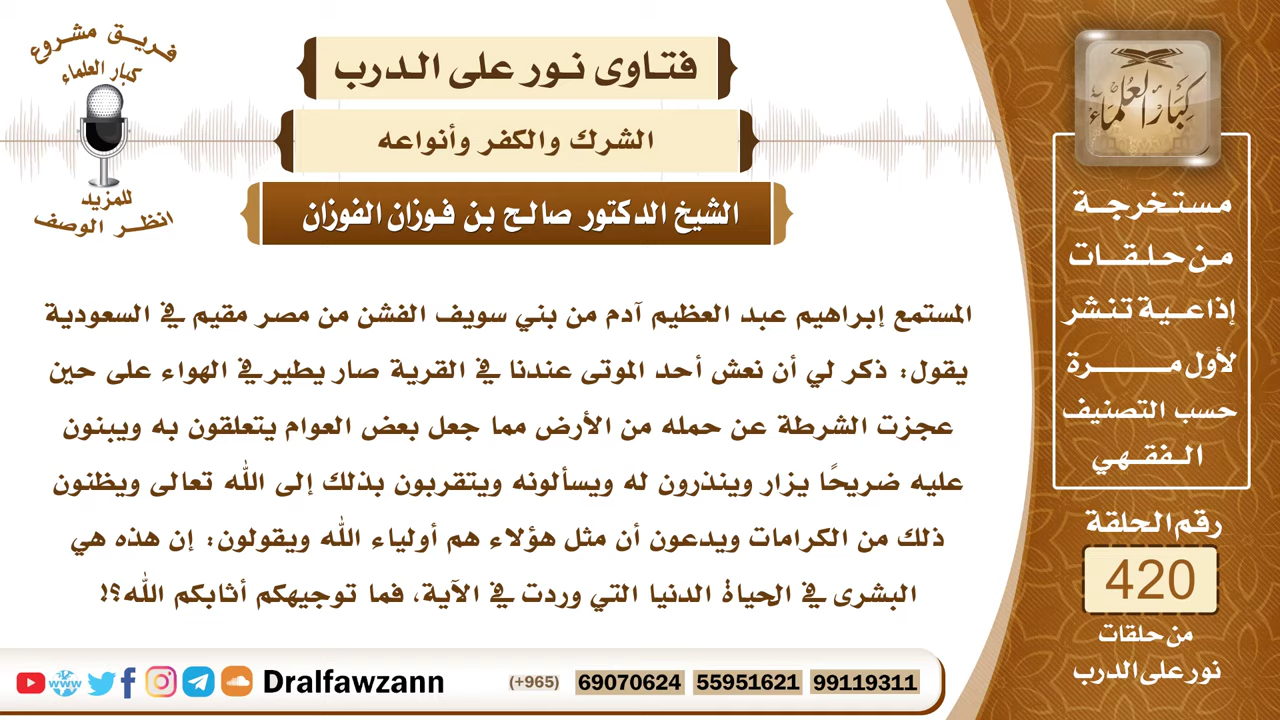 فريق مشروع
كبار العلماء
للمزيد
انظر الوصف
فتاوى نور على الدرب
الشرك والكفر وأنواعه
الشيخ الدكتور صالح بن فوزان الفوزان
المستمع إبراهيم عبد العظيم آدم من بني سويف الفشن من مصر مقيم في السعودية
يقول: ذكر لي أن نعش أحد الموتى عندنا في القرية صار يطير في الهواء على حين
عجزت الشرطة عن حمله من الأرض مما جعل بعض العوام يتعلقون به ويبنون
عليه ضريحًا يزار وينذرون له ويسألونه ويتقربون بذلك إلى الله تعالى ويظنون
ذلك من الكرامات ويدعون أن مثل هؤلاء هم أولياء الله ويقولون: إن هذه هي
البشرى في الحياة الدنيا التي وردت في الآية، فما توجيهكم أثابكم الله؟!
كبار العلماء
مستخرجة
من حلقات
إذاعية تنشر
لأول مرة
حسب التصنيف
الفقهي
رقم الحلقة
420
من حلقات
نور على الدرب
Dralfawzann (+965) 69070624 55951621 99119311